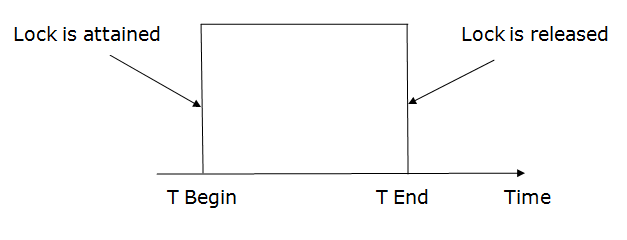 Lock is attained
Lock is released
T Begin
T End
Time